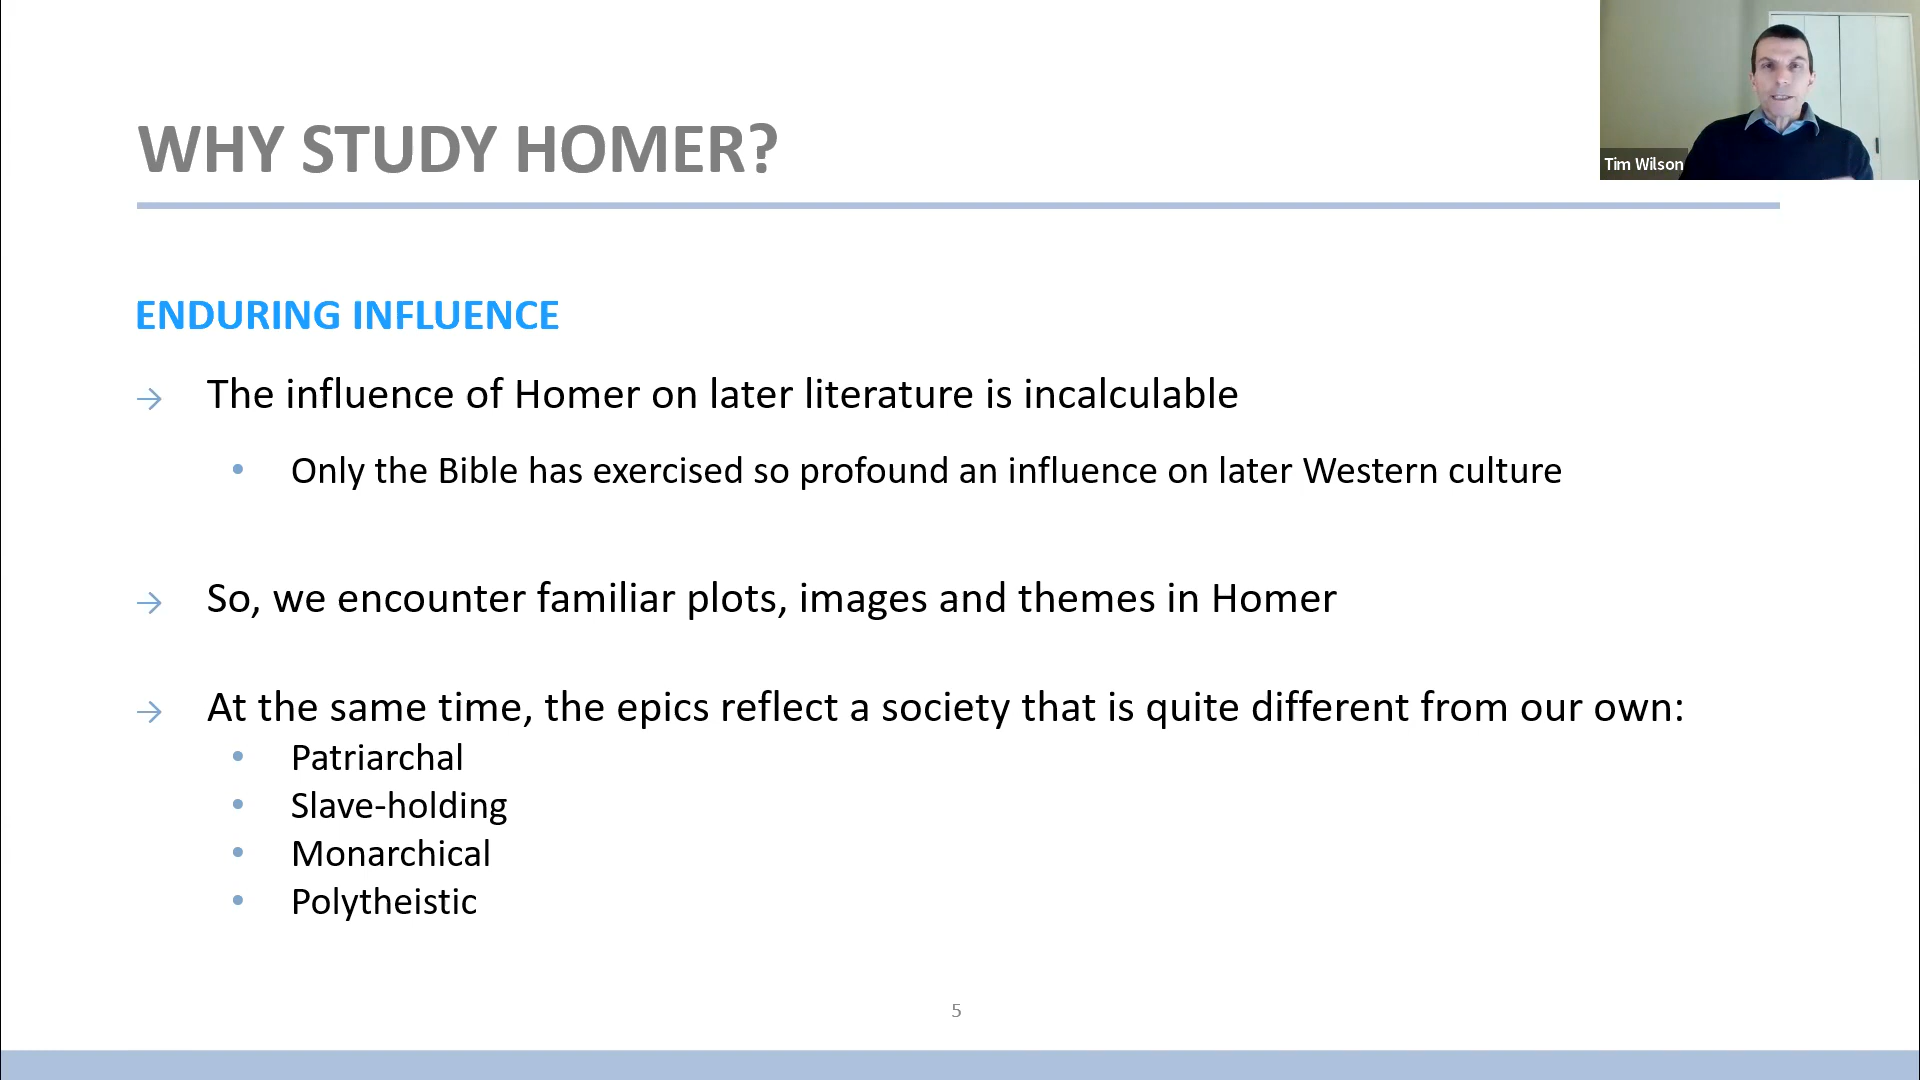 WHY STUDY HOMER?
Tim Wilson
ENDURING INFLUENCE
→ The influence of Homer on later literature is incalculable
• Only the Bible has exercised so profound an influence on later Western culture
→ So, we encounter familiar plots, images and themes in Homer
→ At the same time, the epics reflect a society that is quite different from our own:
• Patriarchal
• Slave-holding
• Monarchical
• Polytheistic
5